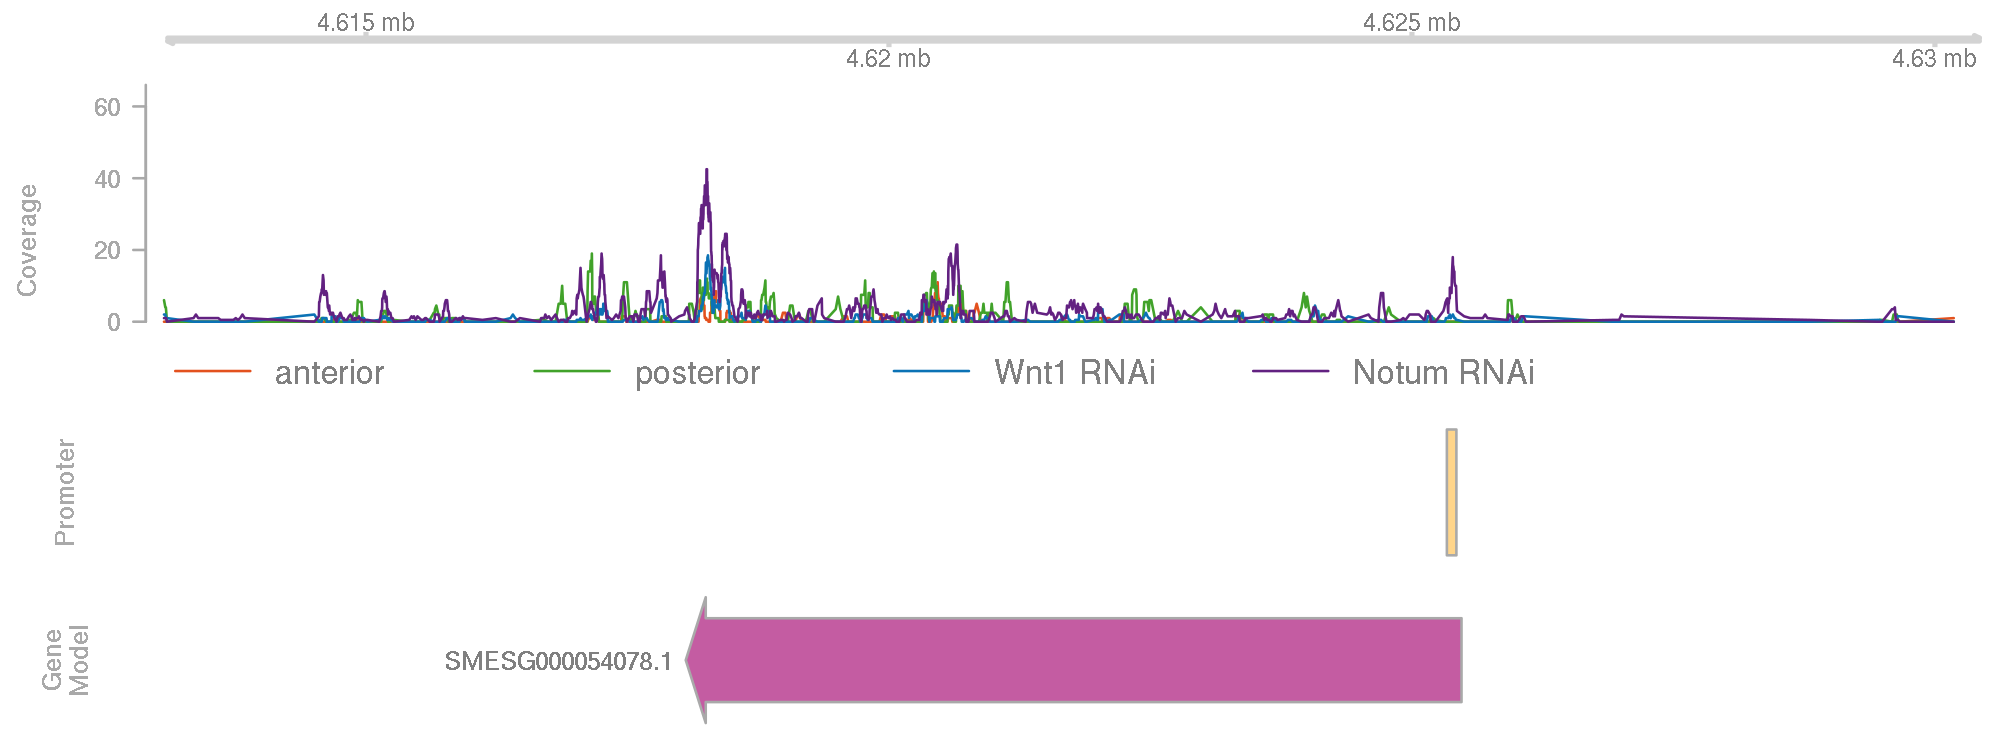 4.615 mb
4.625 mb
4.62 mb
4.63 mb
60
40
20
0
Coverage
anterior posterior Wnt1 RNAi Notum RNAi
Promoter
Gene
Model
SMESG000054078.1